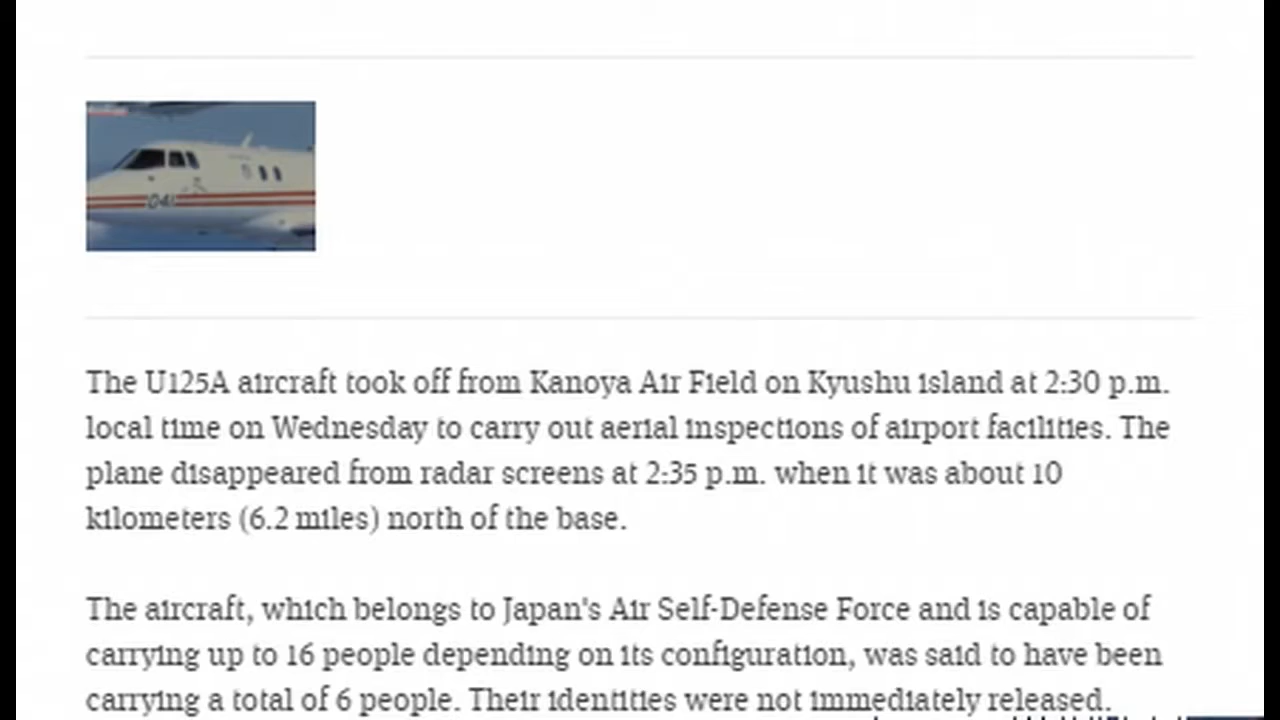 041
The U125A aircraft took off from Kanoya Air Field on Kyushu island at 2:30 p.m.
local time on Wednesday to carry out aerial inspections of airport facilities. The
plane disappeared from radar screens at 2:35 p.m. when it was about 10
kilometers (6.2 miles) north of the base.
The aircraft, which belongs to Japan's Air Self-Defense Force and is capable of
carrying up to 16 people depending on its configuration, was said to have been
carrying a total of 6 people. Their identities were not immediately released.